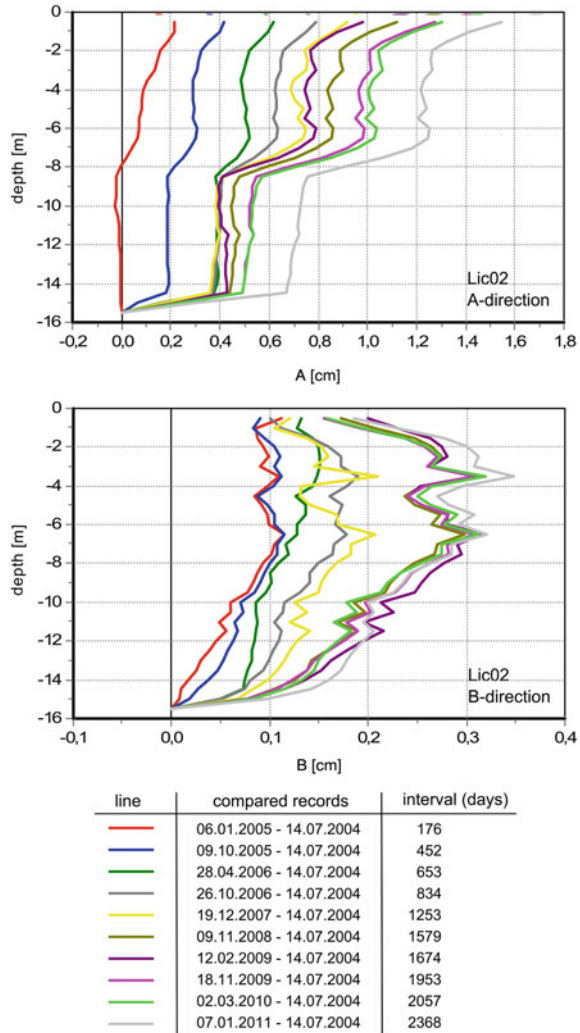 0
-2
-4
-6
-8
-10
-12
-14
-16
depth [m]
Lic02
A-direction
-0,2 0,0 0,2 0,4 0,6 0,8 1,0 1,2 1,4 1,6 1,8
A [cm]
0
-2
-4
-6
-8
-10
-12
-14
-16
depth [m]
Lic02
B-direction
-0,1 0,0 0,1 0,2 0,3 0,4
B [cm]
line compared records interval (days)
06.01.2005 - 14.07.2004 176
09.10.2005 - 14.07.2004 452
28.04.2006 - 14.07.2004 653
26.10.2006 - 14.07.2004 834
19.12.2007 - 14.07.2004 1253
09.11.2008 - 14.07.2004 1579
12.02.2009 - 14.07.2004 1674
18.11.2009 - 14.07.2004 1953
02.03.2010 - 14.07.2004 2057
07.01.2011 - 14.07.2004 2368